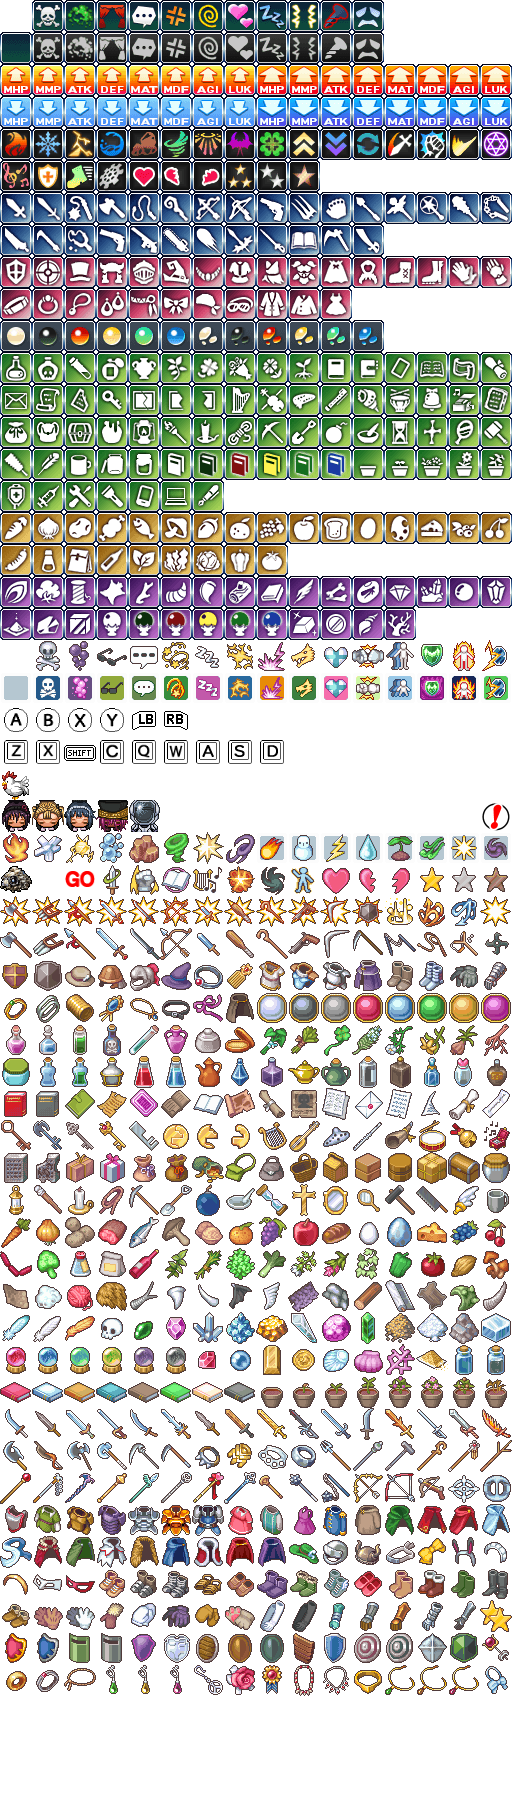 MHP MMP ATK DEF MAT MDF AGI LUK MHP MMP ATK DEF MAT MDF AGI LUK
MHP MMP ATK DEF MAT MDF AGI LUK MHP MMP ATK DEF MAT MDF AGI LUK
A B X Y LB RB
Z X SHIFT C Q W A S D
GO